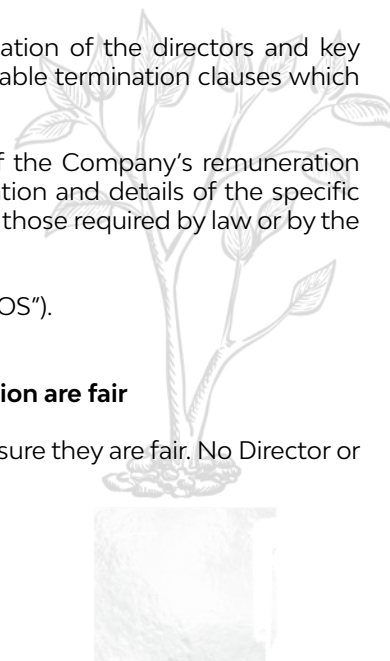 ation of the directors and key
able termination clauses which
f the Company's remuneration
tion and details of the specific
those required by law or by the
OS").
ion are fair
sure they are fair. No Director or